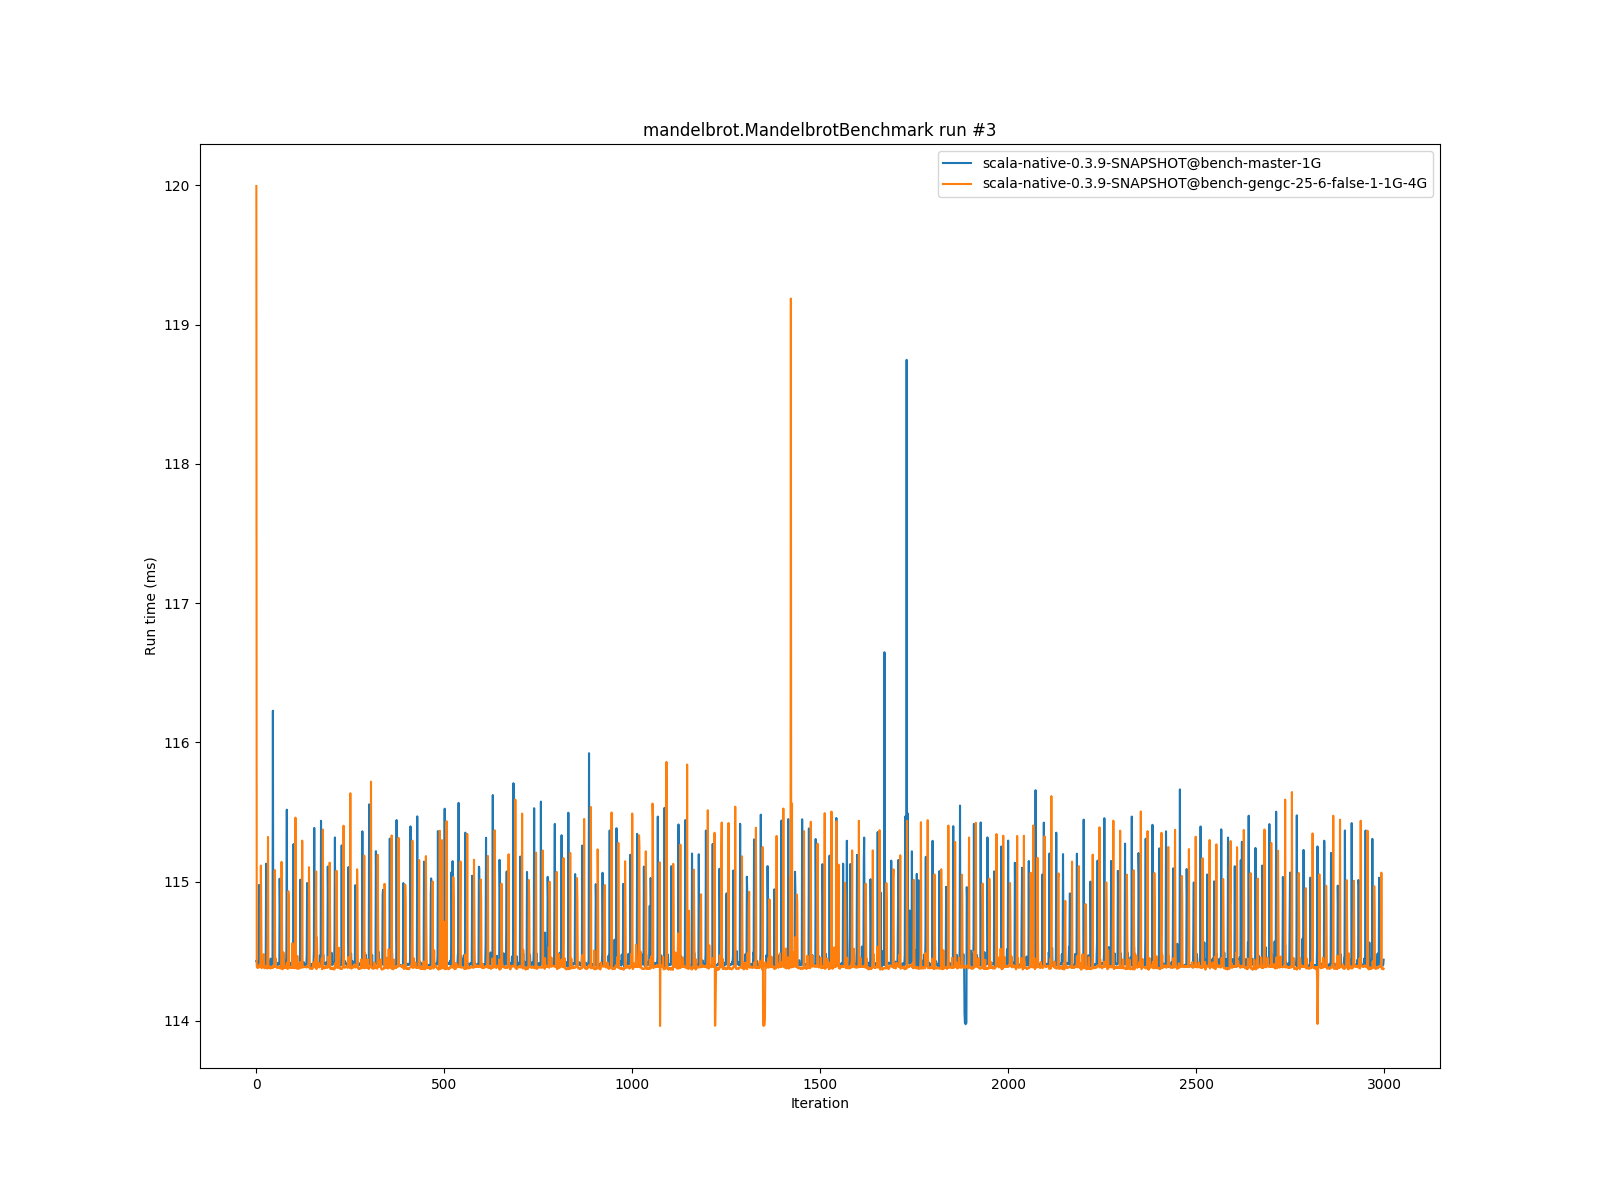 mandelbrot.MandelbrotBenchmark run #3
scala-native-0.3.9-SNAPSHOT@bench-master-1G
scala-native-0.3.9-SNAPSHOT@bench-gengc-25-6-false-1-1G-4G
120
119
118
117
116
115
114
Run time (ms)
0 500 1000 1500 2000 2500 3000
Iteration